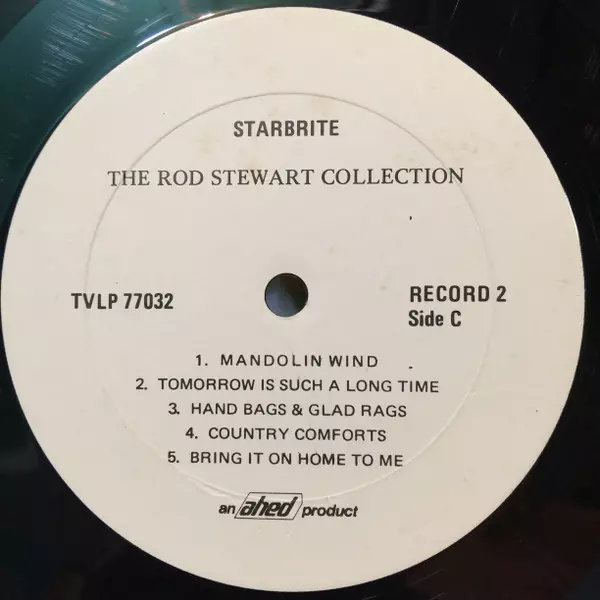 STARBRITE
THE ROD STEWART COLLECTION
TVLP 77032
RECORD 2
Side C
1. MANDOLIN WIND
2. TOMORROW IS SUCH A LONG TIME
3. HAND BAGS & GLAD RAGS
4. COUNTRY COMFORTS
5. BRING IT ON HOME TO ME
an ahed product